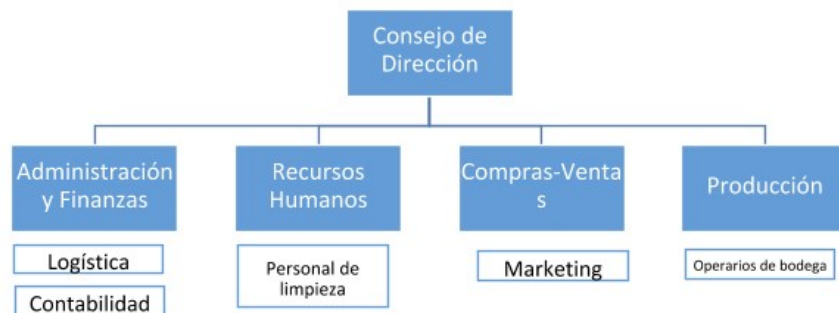 Consejo de
Dirección
Administración
y Finanzas
Recursos
Humanos
Compras-Venta
s
Producción
Logística
Contabilidad
Personal de
limpieza
Marketing
Operarios de bodega